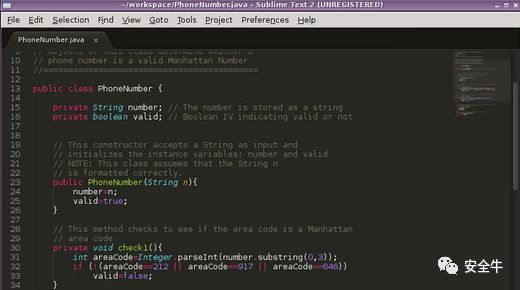 ~/workspace/PhoneNumber.java - Sublime Text 2 (UNREGISTERED)
File Edit Selection Find View Goto Tools Project Preferences Help
PhoneNumber.java ×
9 // Objects of this class determine weather a
10 // phone number is a valid Manhattan Number
11 //==========================================
12
13 public class PhoneNumber {
14
15 private String number; // The number is stored as a string
16 private boolean valid; // Boolean IV indicating valid or not
17
18
19 // This constructor accepts a String as input and
20 // initializes the instance variables: number and valid
21 // NOTE: This class assumes that the String n
22 // is formatted correctly.
23 public PhoneNumber(String n){
24 number=n;
25 valid=true;
26 }
27
28 // This method checks to see if the area code is a Manhattan
29 // area code
30 private void check1(){
31 int areaCode=Integer.parseInt(number.substring(0,3));
32 if (!(areaCode==212 || areaCode==917 || areaCode==646))
33 valid=false;
34 }
安全牛